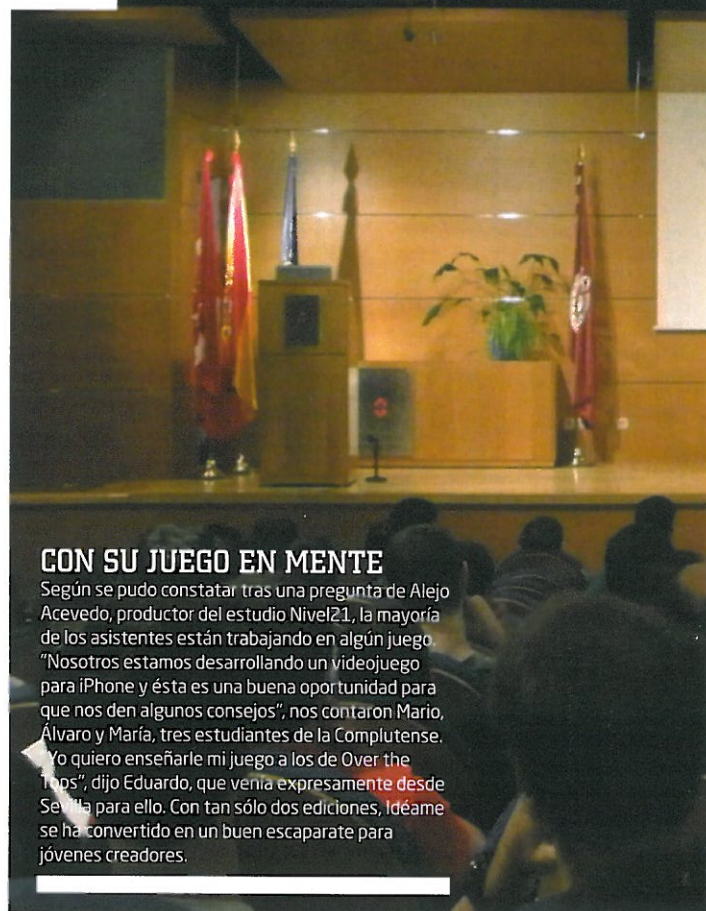 CON SU JUEGO EN MENTE
Según se pudo constatar tras una pregunta de Alejo
Acevedo, productor del estudio Nivel21, la mayoría
de los asistentes están trabajando en algún juego.
"Nosotros estamos desarrollando un videojuego
para iPhone y ésta es una buena oportunidad para
que nos den algunos consejos", nos contaron Mario,
Álvaro y María, tres estudiantes de la Complutense.
"Yo quiero enseñarle mi juego a los de Over the
Tops", dijo Eduardo, que venía expresamente desde
Sevilla para ello. Con tan sólo dos ediciones, Idéame
se ha convertido en un buen escaparate para
jóvenes creadores.